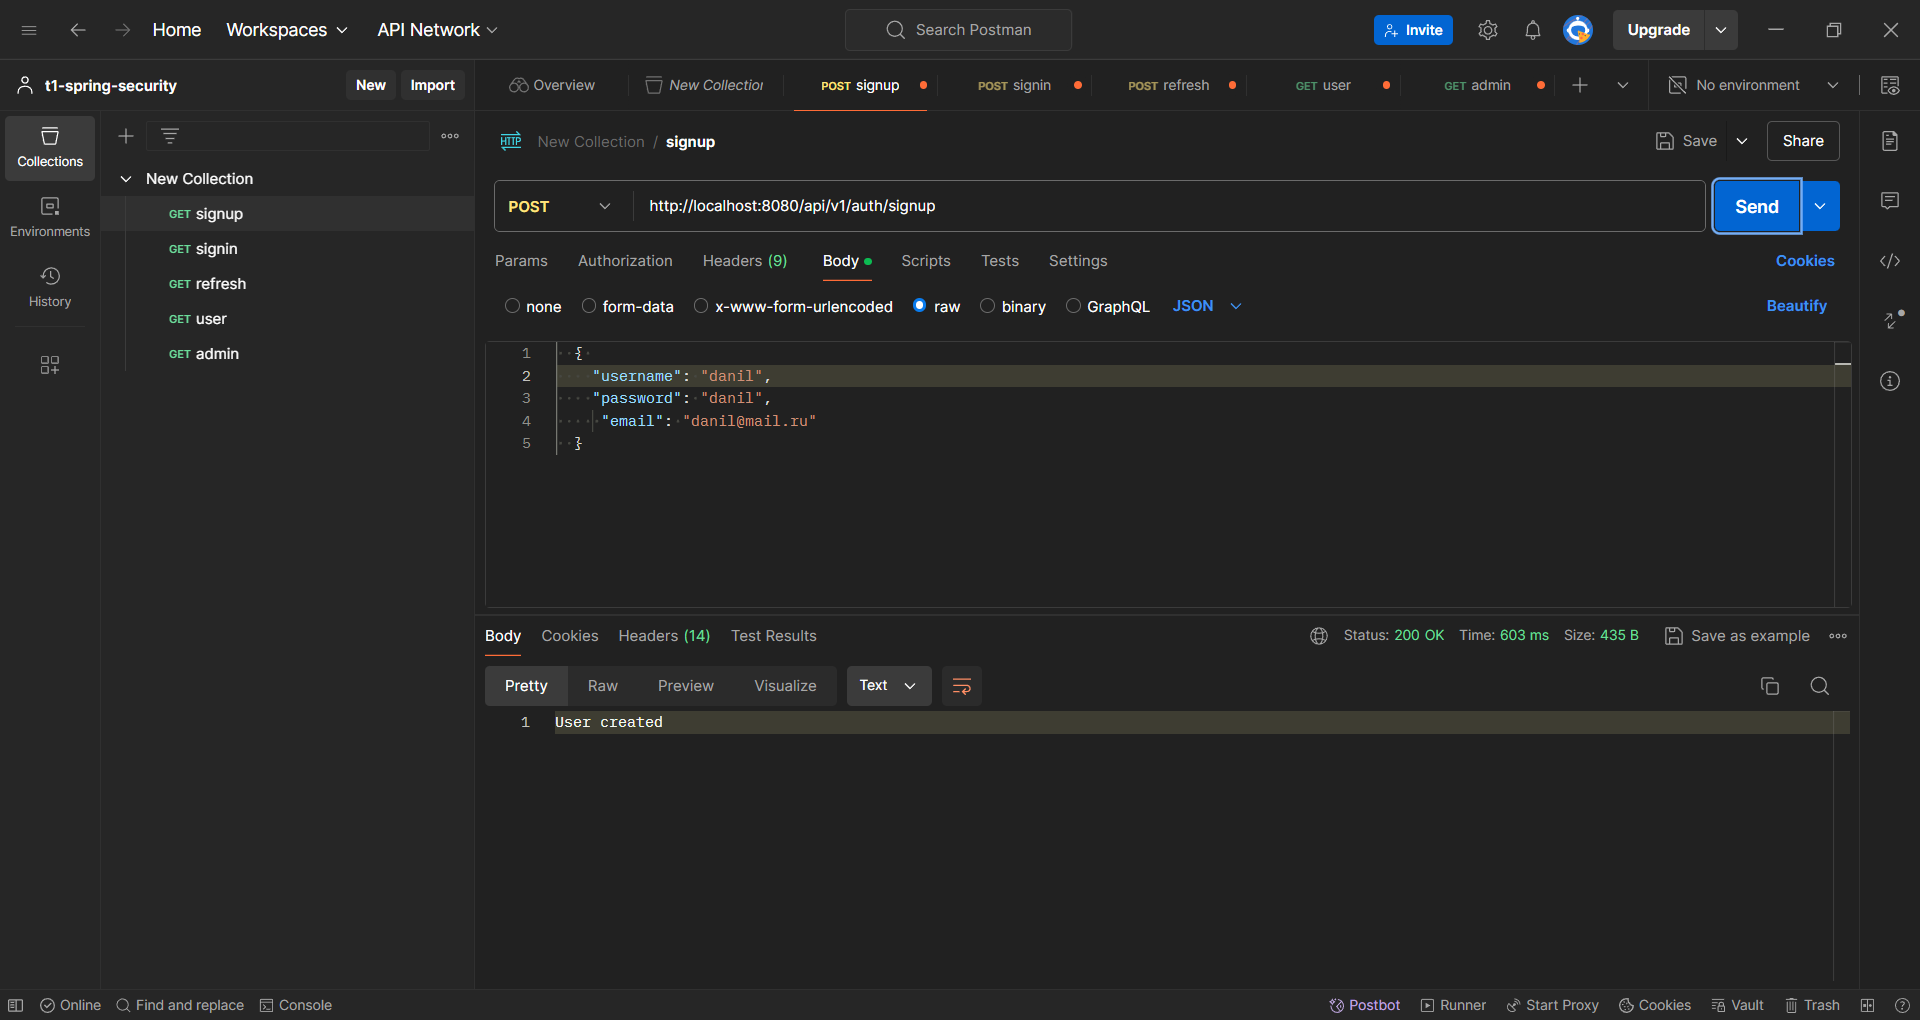 Home Workspaces API Network Search Postman Invite Upgrade
t1-spring-security New Import Overview New Collection POST signup POST signin POST refresh GET user GET admin No environment
Collections
Environments
History
New Collection
GET signup
GET signin
GET refresh
GET user
GET admin
HTTP New Collection / signup Save Share
POST http://localhost:8080/api/v1/auth/signup Send
Params Authorization Headers (9) Body Scripts Tests Settings Cookies
none form-data x-www-form-urlencoded raw binary GraphQL JSON Beautify
1 {
2 "username": "danil",
3 "password": "danil",
4 "email": "danil@mail.ru"
5 }
Body Cookies Headers (14) Test Results Status: 200 OK Time: 603 ms Size: 435 B Save as example
Pretty Raw Preview Visualize Text
1 User created
Online Find and replace Console Postbot Runner Start Proxy Cookies Vault Trash